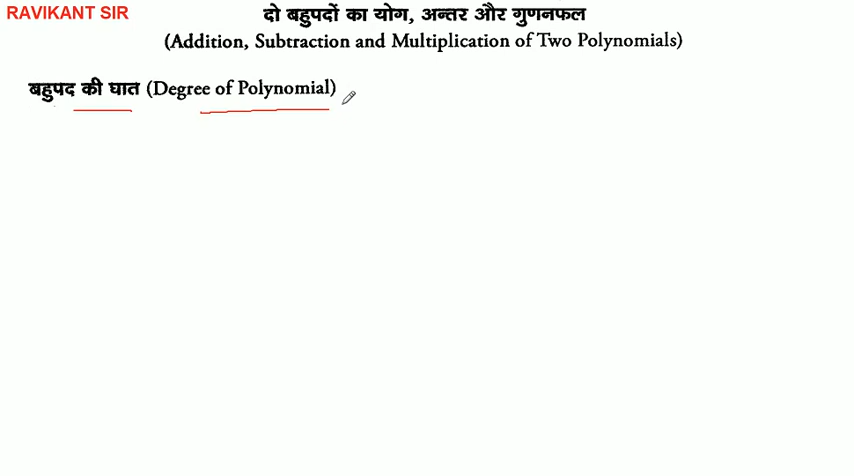 RAVIKANT SIR
दो बहुपदों का योग, अन्तर और गुणनफल
(Addition, Subtraction and Multiplication of Two Polynomials)
बहुपद की घात (Degree of Polynomial)